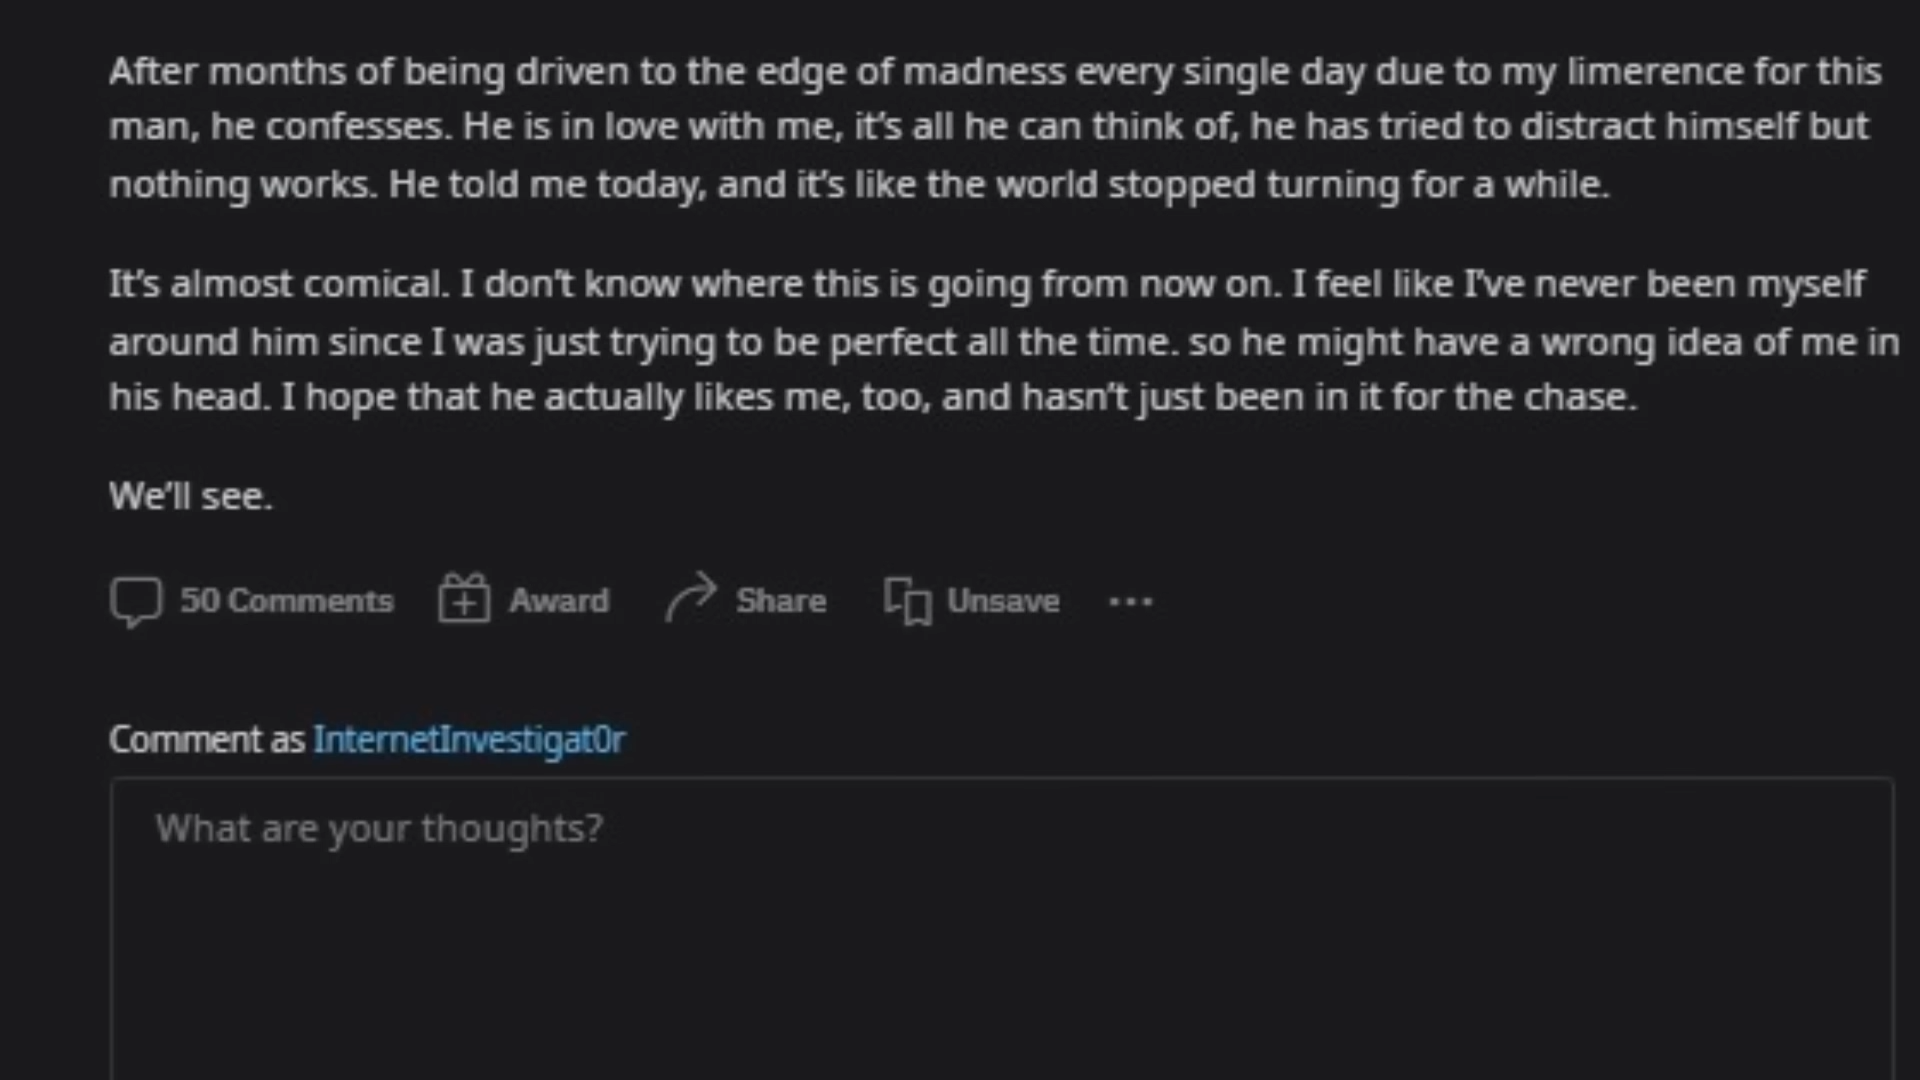 After months of being driven to the edge of madness every single day due to my limerence for this
man, he confesses. He is in love with me, it's all he can think of, he has tried to distract himself but
nothing works. He told me today, and it's like the world stopped turning for a while.
It's almost comical. I don't know where this is going from now on. I feel like I've never been myself
around him since I was just trying to be perfect all the time. so he might have a wrong idea of me in
his head. I hope that he actually likes me, too, and hasn't just been in it for the chase.
We'll see.
50 Comments Award Share Unsave ...
Comment as InternetInvestigat0r
What are your thoughts?